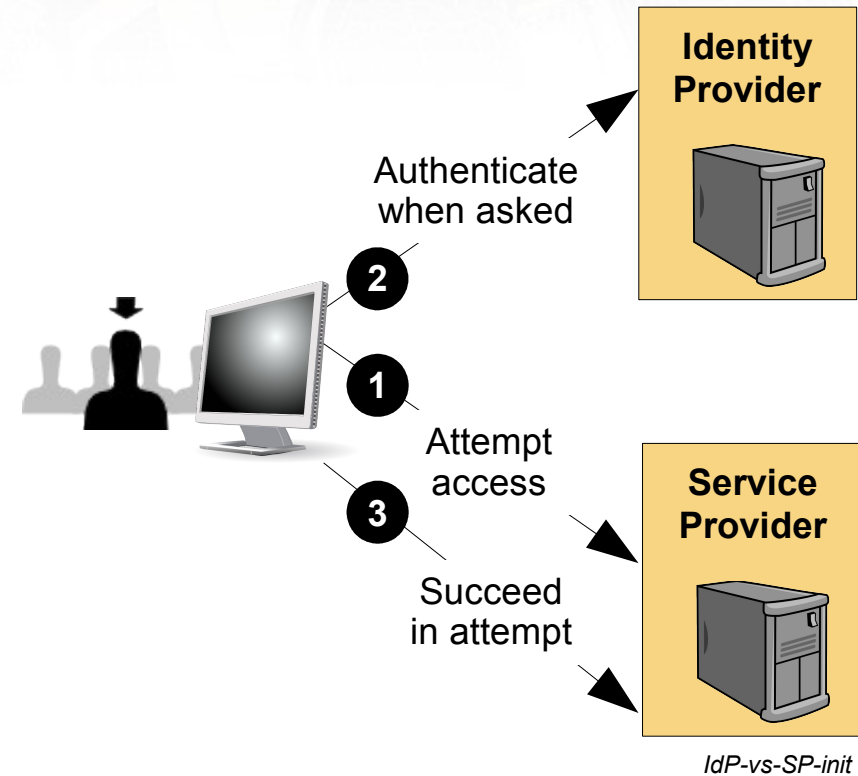 Identity
Provider
Authenticate
when asked
2
1
Attempt
access
Service
Provider
3
Succeed
in attempt
IdP-vs-SP-init